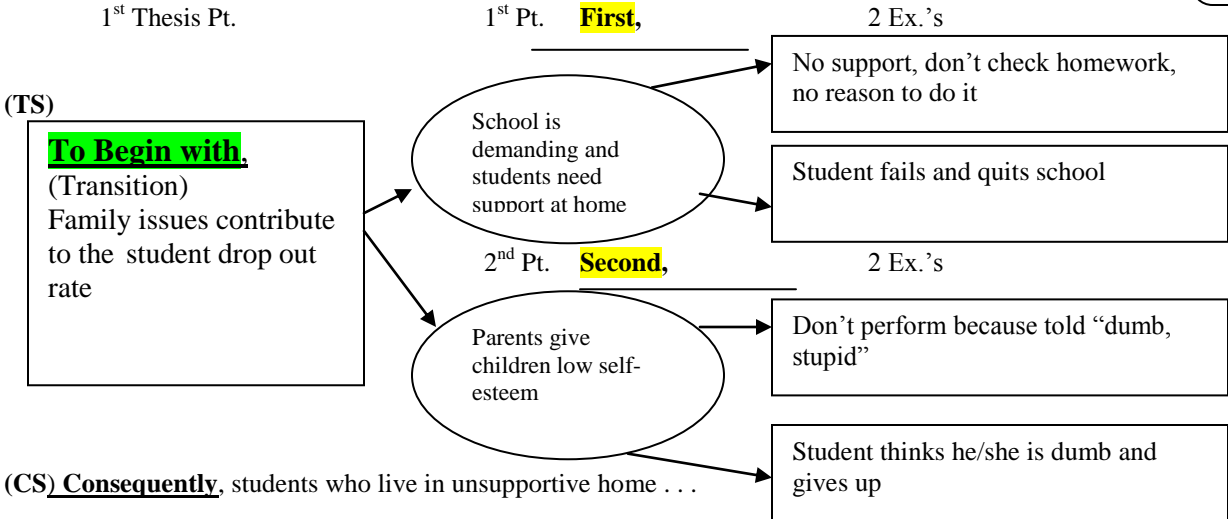 1st Thesis Pt. 1st Pt. First, 2 Ex.'s
No support, don't check homework,
no reason to do it
(TS)
To Begin with,
(Transition)
Family issues contribute
to the student drop out
rate
School is
demanding and
students need
support at home
Student fails and quits school
2nd Pt. Second, 2 Ex.'s
Parents give
children low self-
esteem
Don't perform because told “dumb,
stupid”
Student thinks he/she is dumb and
gives up
(CS) Consequently, students who live in unsupportive home . . .